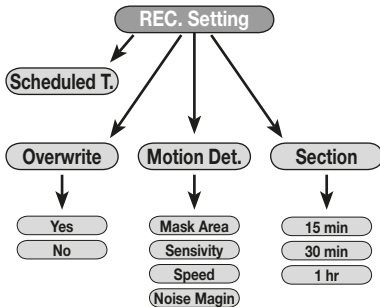 REC. Setting
Scheduled T.
Overwrite
Motion Det.
Section
Yes
No
Mask Area
Sensivity
Speed
Noise Magin
15 min
30 min
1 hr